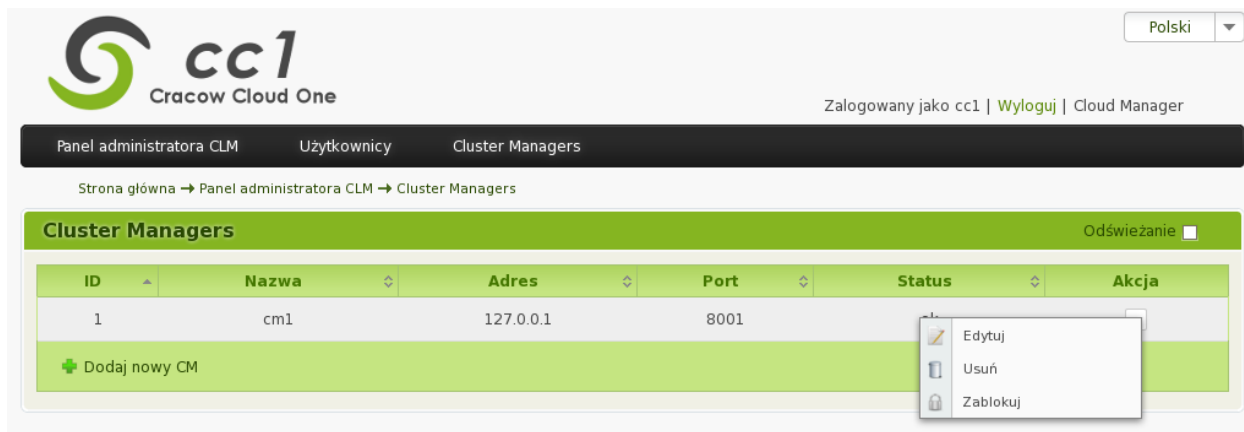 Polski
cc1
Cracow Cloud One
Zalogowany jako cc1 | Wyloguj | Cloud Manager
Panel administratora CLM Użytkownicy Cluster Managers
Strona główna → Panel administratora CLM → Cluster Managers
Cluster Managers Odświeżanie
ID Nazwa Adres Port Status Akcja
1 cm1 127.0.0.1 8001
Edytuj
Dodaj nowy CM
Usuń
Zablokuj